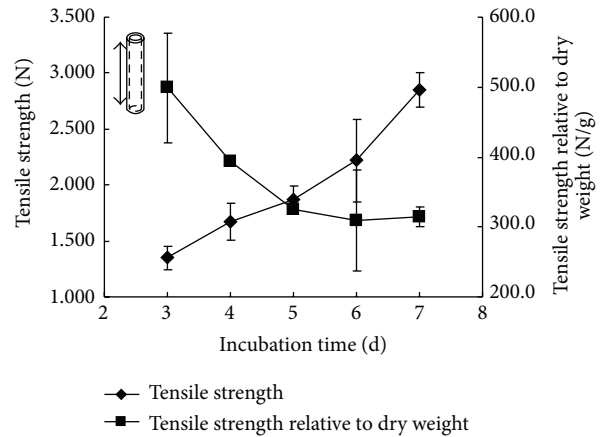 3.500
3.000
2.500
2.000
1.500
1.000
Tensile strength (N)
600.0
500.0
400.0
300.0
200.0
Tensile strength relative to dry
weight (N/g)
2 3 4 5 6 7 8
Incubation time (d)
Tensile strength
Tensile strength relative to dry weight